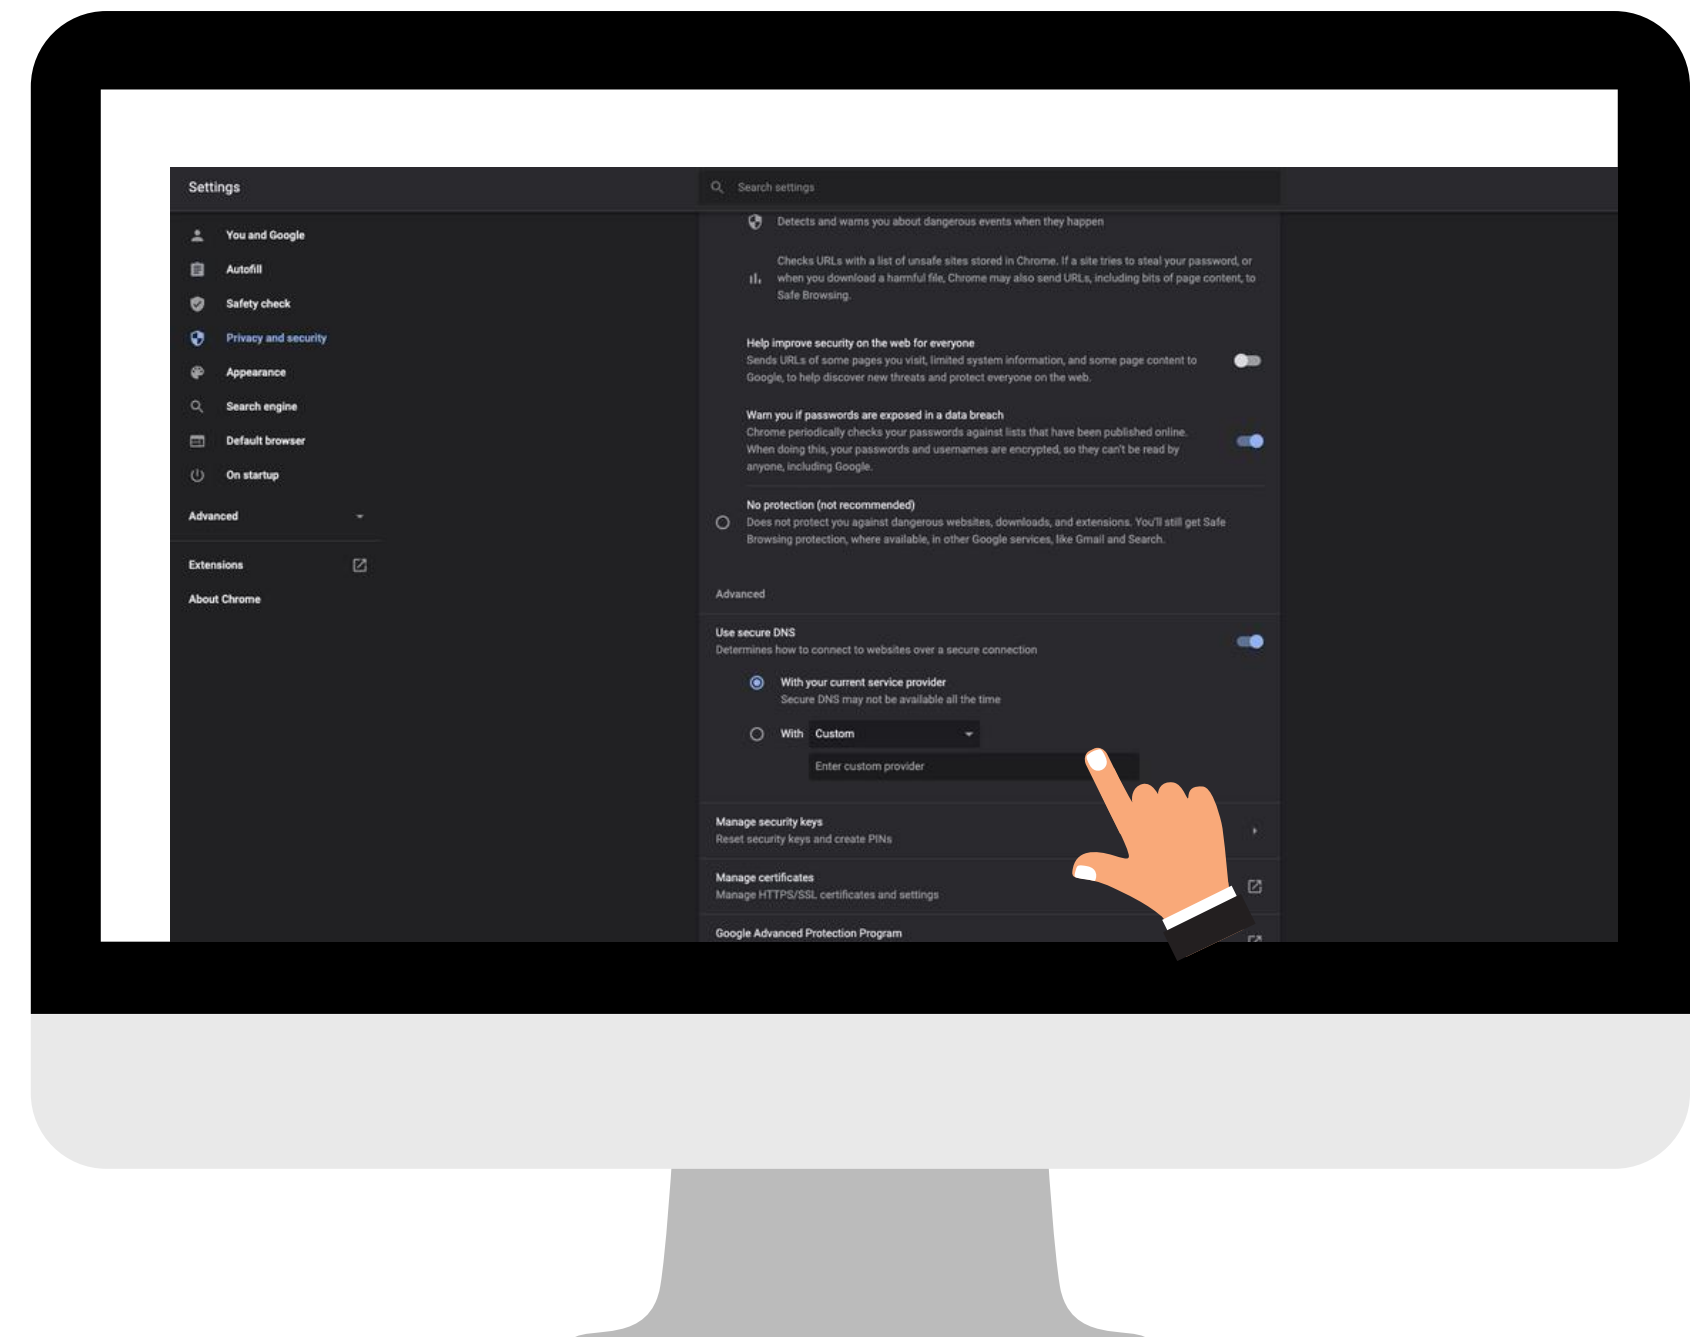 Settings
Search settings
You and Google
Autofill
Safety check
Privacy and security
Appearance
Search engine
Default browser
On startup
Advanced
Extensions
About Chrome
Detects and warns you about dangerous events when they happen
Checks URLs with a list of unsafe sites stored in Chrome. If a site tries to steal your password, or
when you download a harmful file, Chrome may also send URLs, including bits of page content, to
Safe Browsing.
Help improve security on the web for everyone
Sends URLs of some pages you visit, limited system information, and some page content to
Google, to help discover new threats and protect everyone on the web.
Warn you if passwords are exposed in a data breach
Chrome periodically checks your passwords against lists that have been published online.
When doing this, your passwords and usernames are encrypted, so they can't be read by
anyone, including Google.
No protection (not recommended)
Does not protect you against dangerous websites, downloads, and extensions. You'll still get Safe
Browsing protection, where available, in other Google services, like Gmail and Search.
Advanced
Use secure DNS
Determines how to connect to websites over a secure connection
With your current service provider
Secure DNS may not be available all the time
With Custom
Enter custom provider
Manage security keys
Reset security keys and create PINs
Manage certificates
Manage HTTPS/SSL certificates and settings
Google Advanced Protection Program